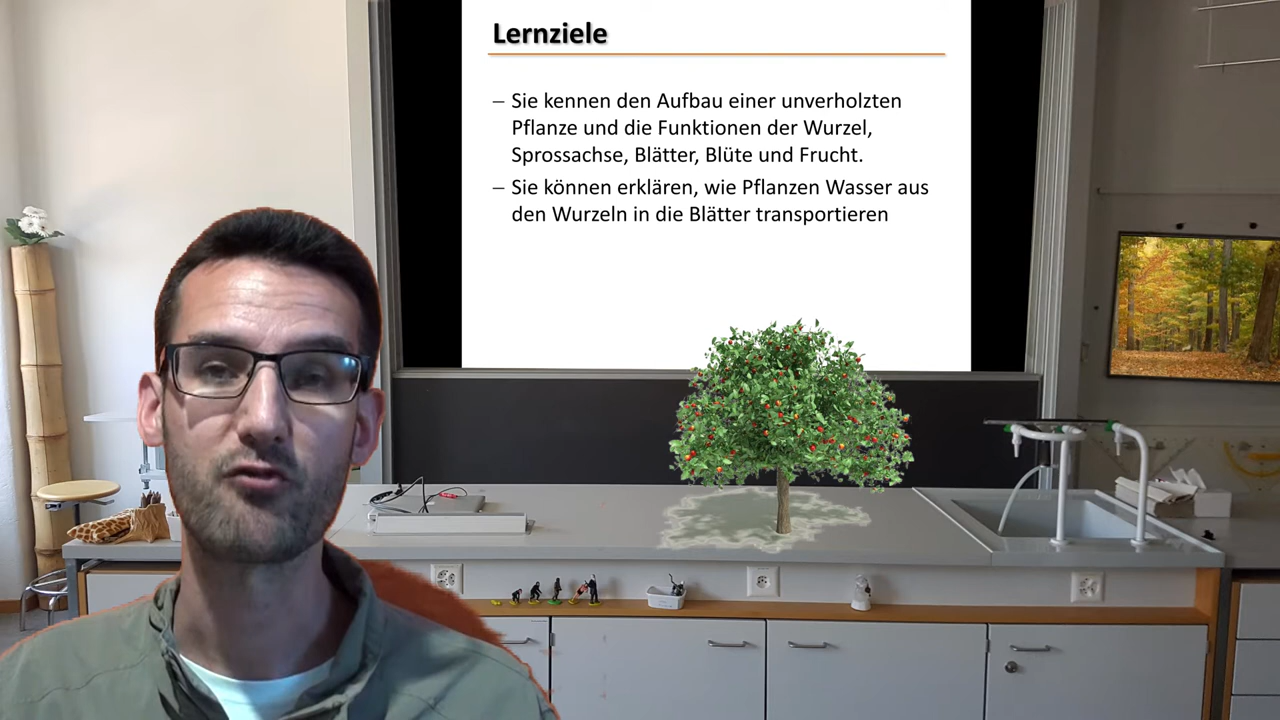 Lernziele
– Sie kennen den Aufbau einer unverholzten
Pflanze und die Funktionen der Wurzel,
Sprossachse, Blätter, Blüte und Frucht.
– Sie können erklären, wie Pflanzen Wasser aus
den Wurzeln in die Blätter transportieren